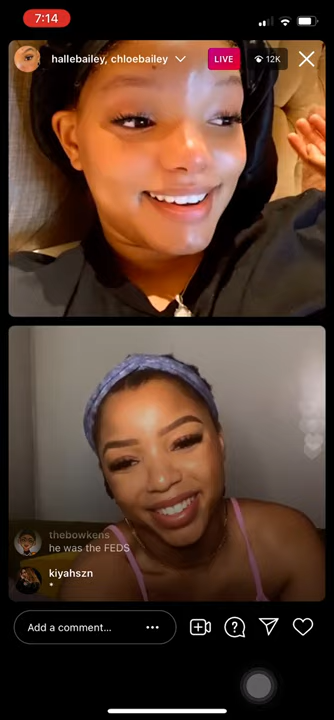 7:14
hallebailey, chloebailey
LIVE
12K
thebowkens
he was the FEDS
kiyahszn
Add a comment...